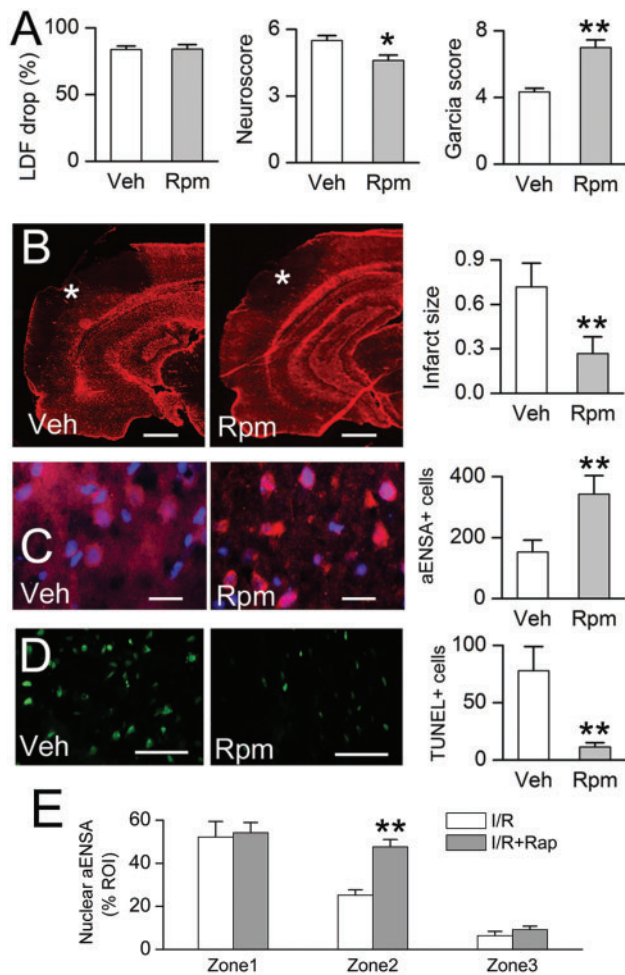 A
LDF drop (%)
100
50
0
Veh Rpm
Neuroscore
6
3
0
*
Veh Rpm
Garcia score
8
4
0
**
Veh Rpm
B
*
Veh
*
Rpm
Infarct size
0.9
0.6
0.3
0.0
**
Veh Rpm
C
Veh
Rpm
aENSA+ cells
400
200
0
**
Veh Rpm
D
Veh
Rpm
TUNEL+ cells
100
50
0
**
Veh Rpm
E
Nuclear aENSA
(% ROI)
60
40
20
0
**
I/R
I/R+Rap
Zone1 Zone2 Zone3